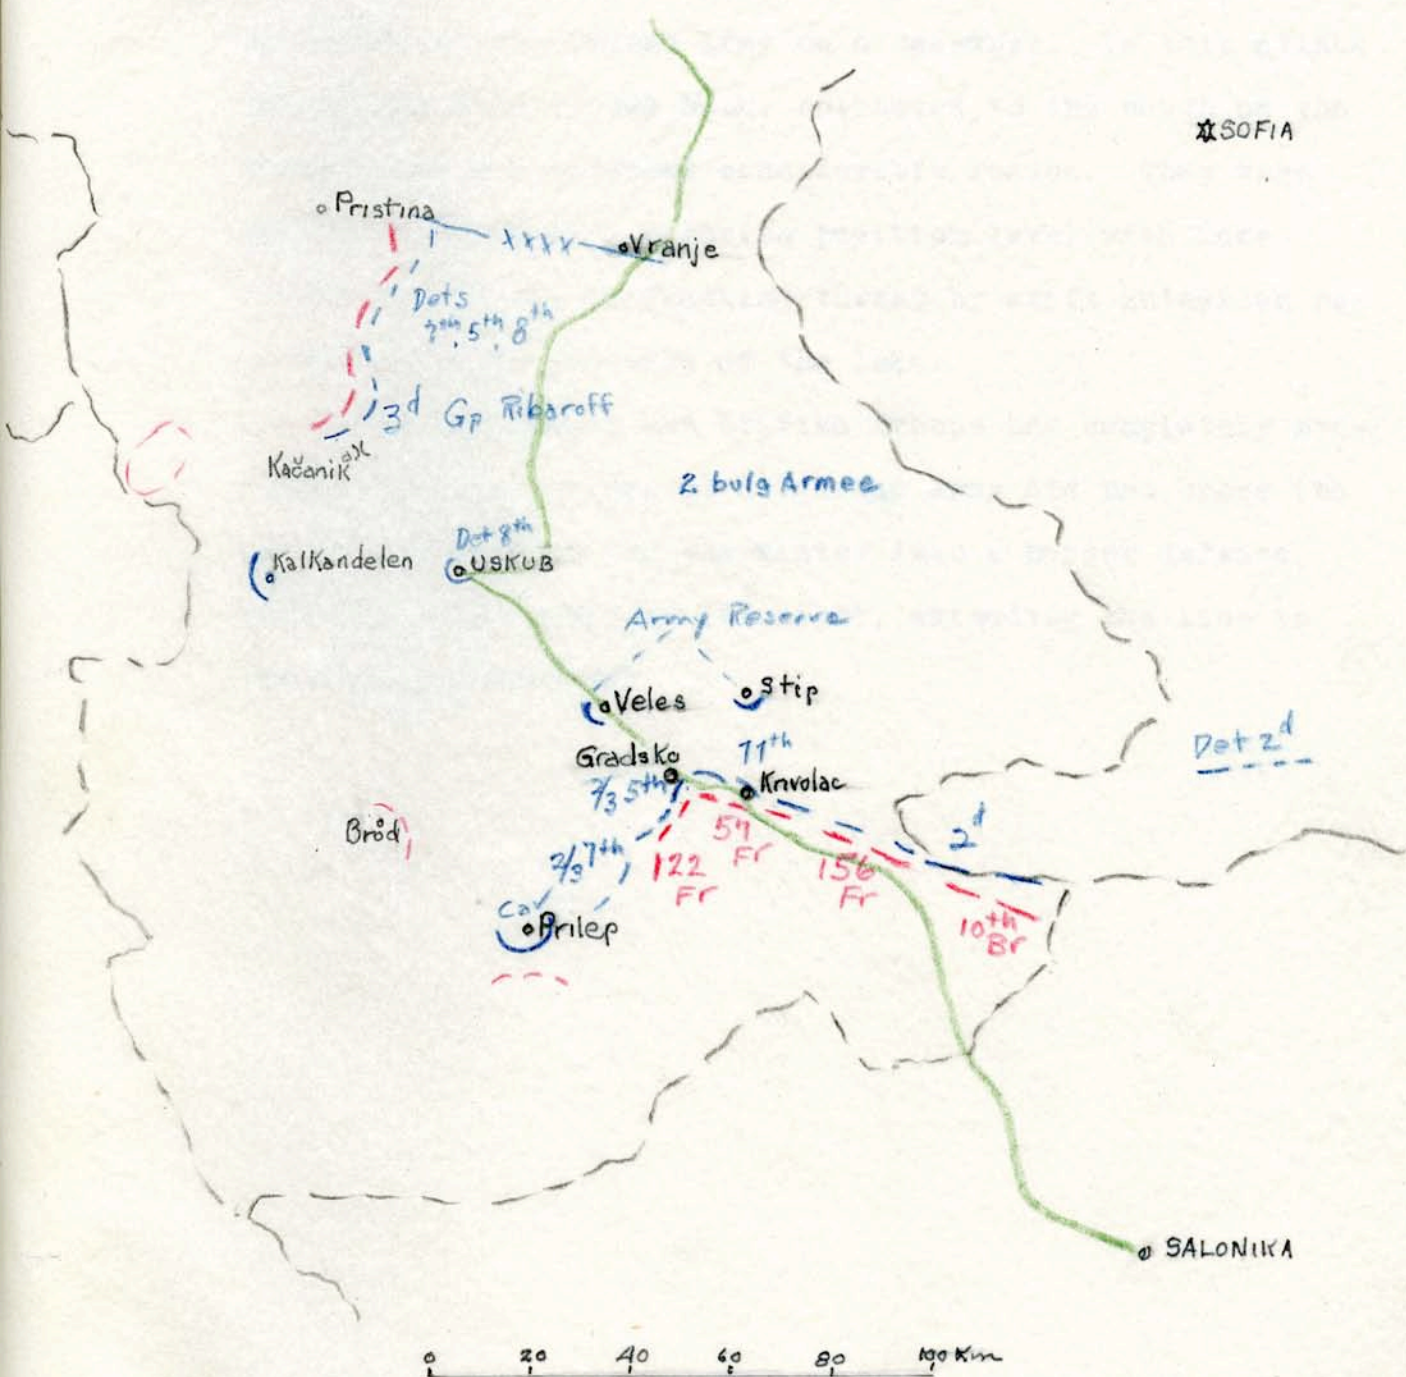 SOFIA
Pristina
XXXX
Vranje
Dets
5th, 8th
3d Gp Ribaroff
Kačanik
2 bulg Armee
Det 8th
Kalkandelen
USKUB
Army Reserve
Veles
Stip
Det 2d
Gradsko
11th
2/3 5th
Krivolac
Brod
57
Fr
2d
2/3 7th
122
Fr
156
Fr
Cav
Prilep
10th
Br
SALONIKA
0 20 40 60 80 100 Km